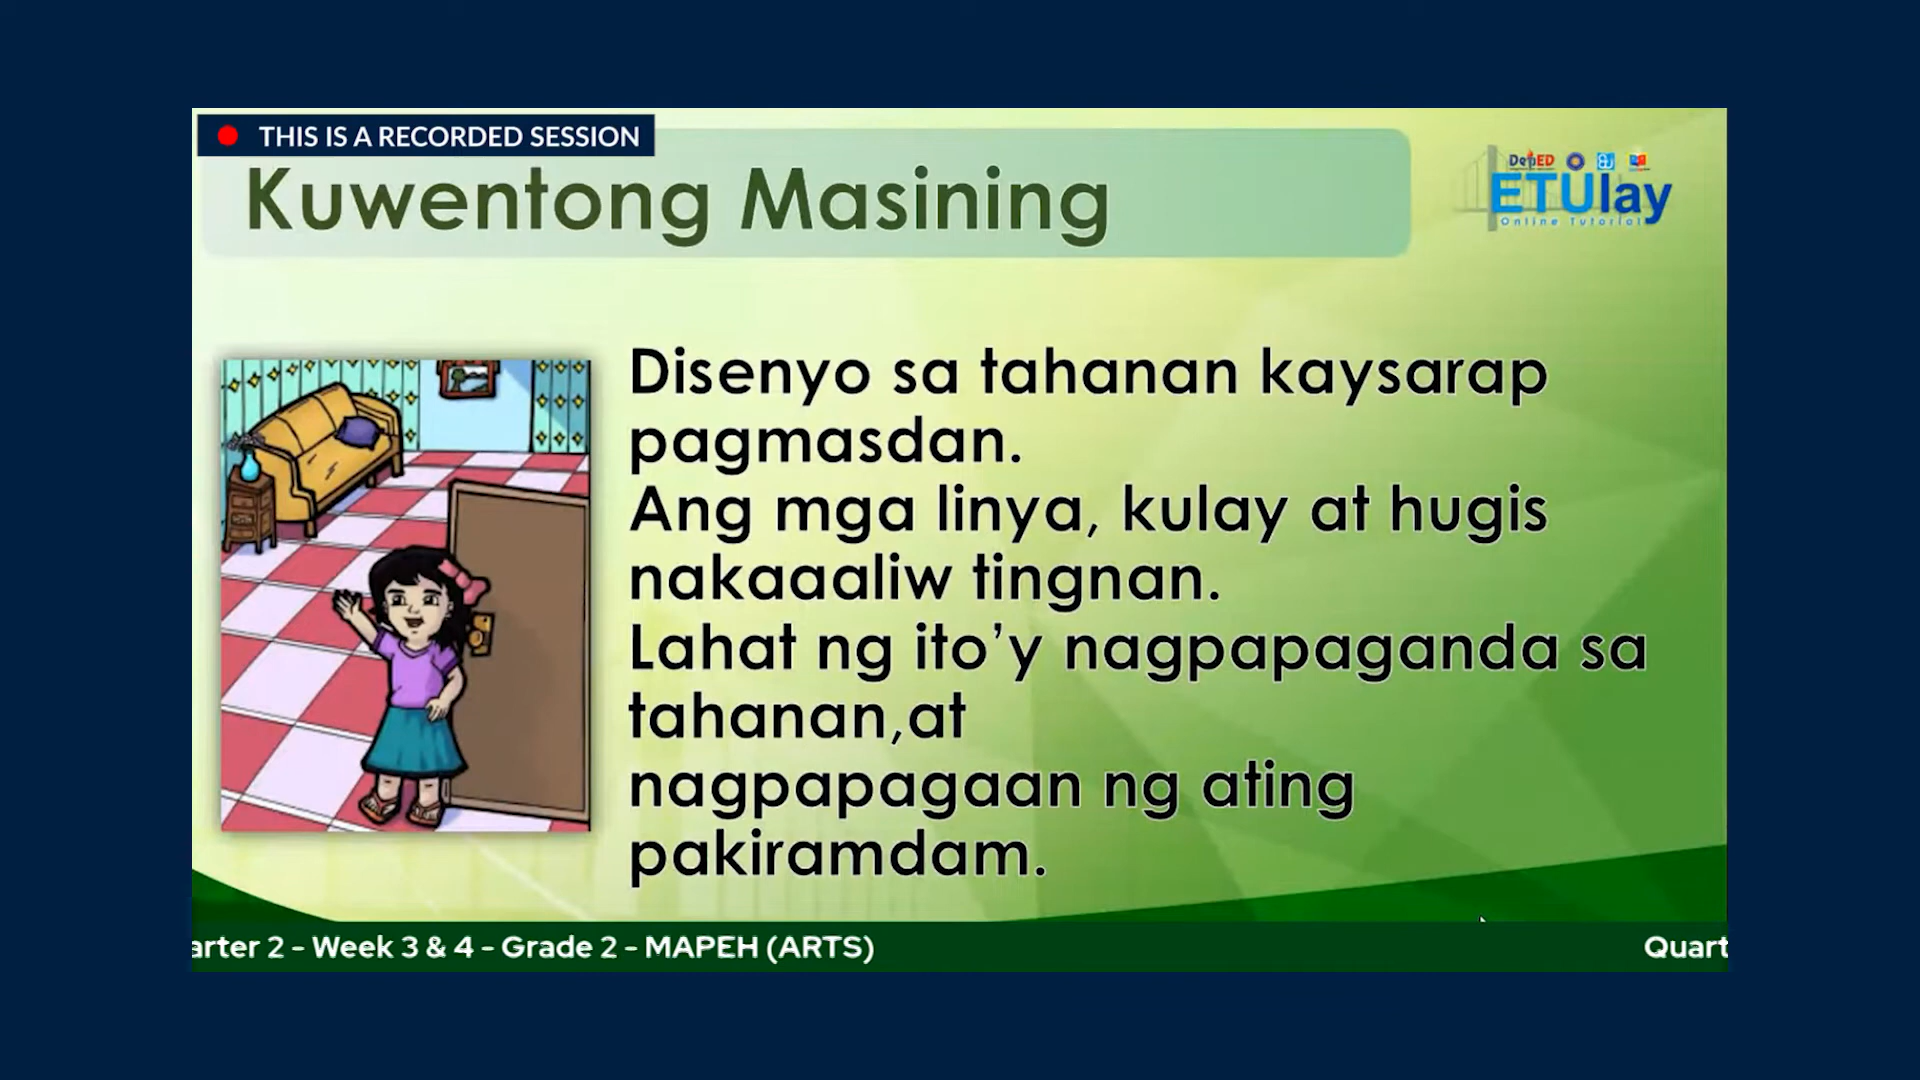 THIS IS A RECORDED SESSION
Kuwentong Masining
DepED
ETUlay
Online Tutorial
Disenyo sa tahanan kaysarap
pagmasdan.
Ang mga linya, kulay at hugis
nakaaaliw tingnan.
Lahat ng ito’y nagpapaganda sa
tahanan,at
nagpapagaan ng ating
pakiramdam.
arter 2 - Week 3 & 4 - Grade 2 - MAPEH (ARTS)
Quart